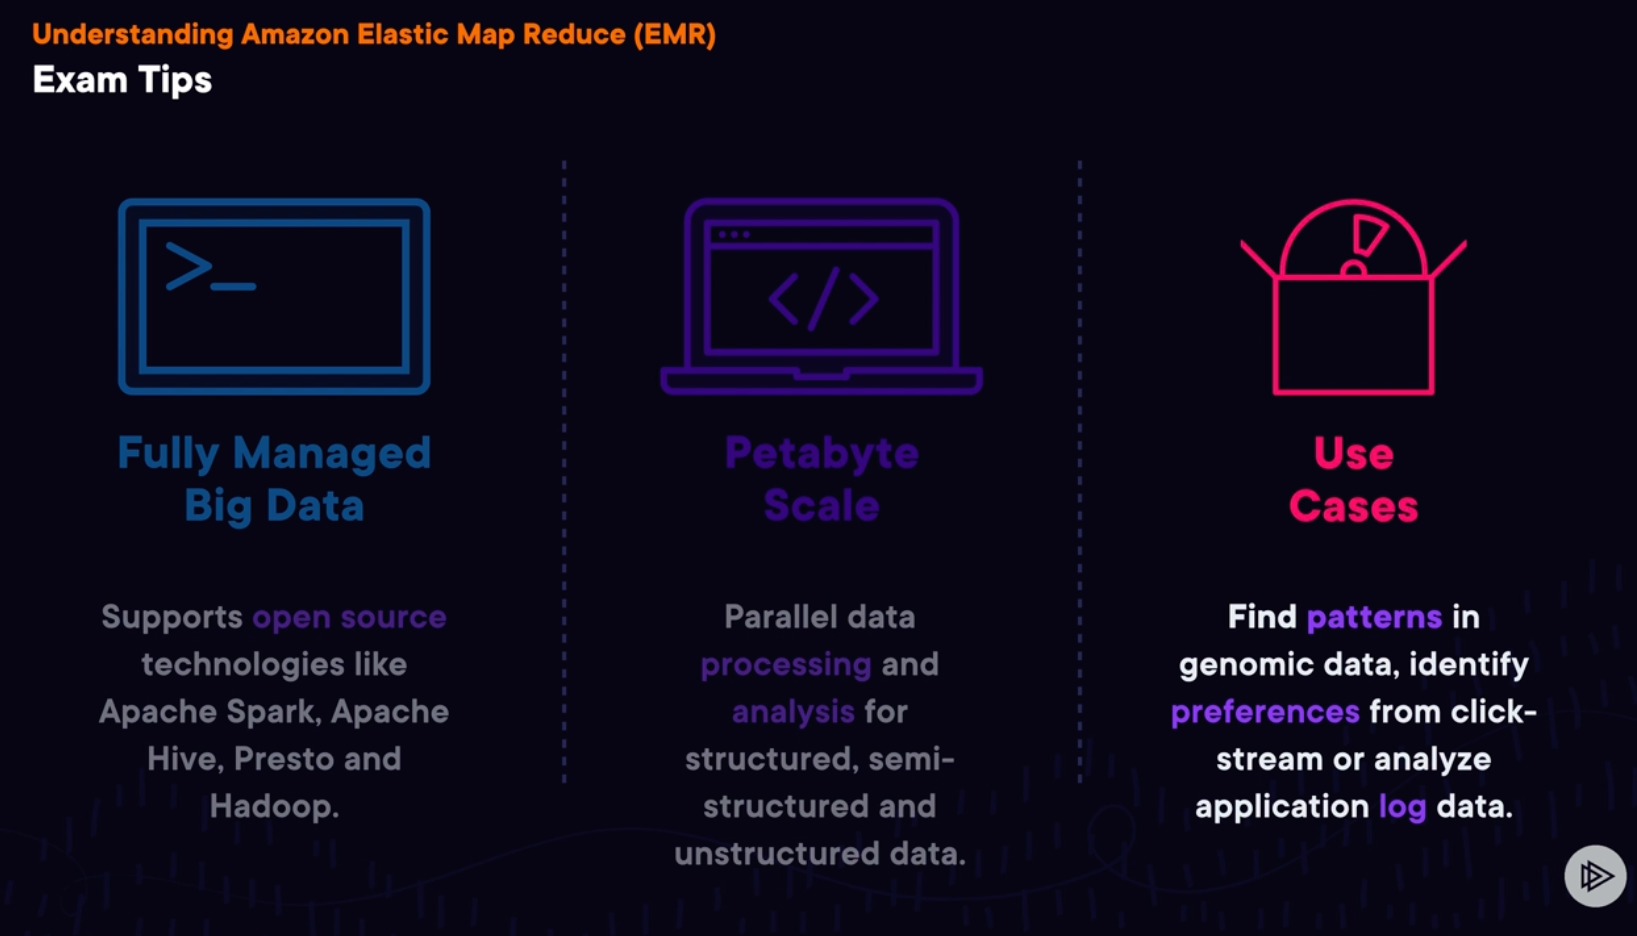 Understanding Amazon Elastic Map Reduce (EMR)
Exam Tips
>_
</>
Fully Managed
Big Data
Supports open source
technologies like
Apache Spark, Apache
Hive, Presto and
Hadoop.
Petabyte
Scale
Parallel data
processing and
analysis for
structured, semi-
structured and
unstructured data.
Use
Cases
Find patterns in
genomic data, identify
preferences from click-
stream or analyze
application log data.